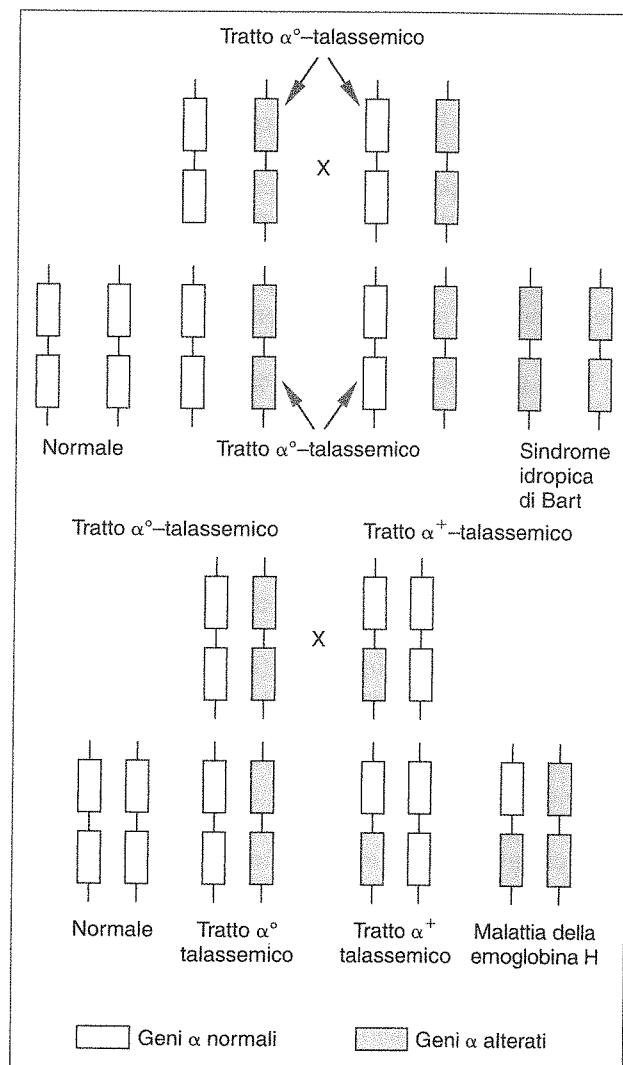 Tratto α°–talassemico
X
Normale
Tratto α°–talassemico
Sindrome
idropica
di Bart
Tratto α°–talassemico
Tratto α⁺–talassemico
X
Normale
Tratto α°
talassemico
Tratto α⁺
talassemico
Malattia della
emoglobina H
Geni α normali
Geni α alterati